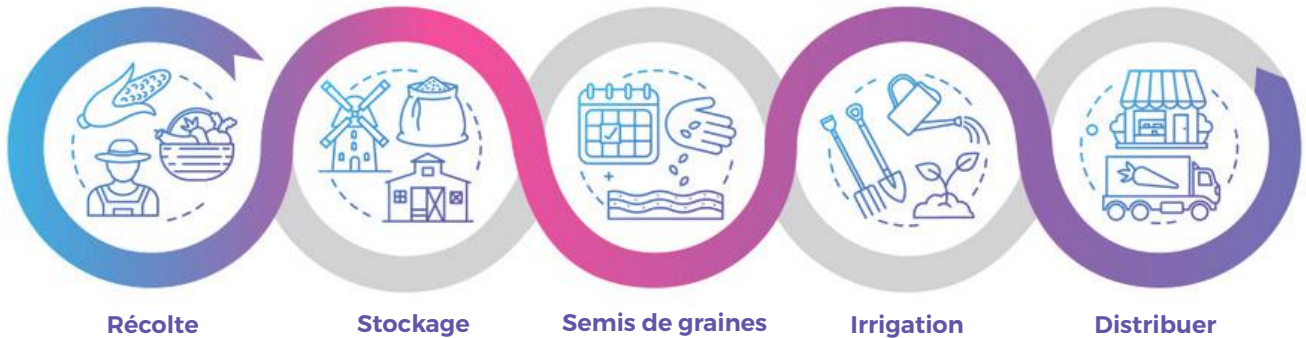 Récolte
Stockage
Semis de graines
Irrigation
Distribuer